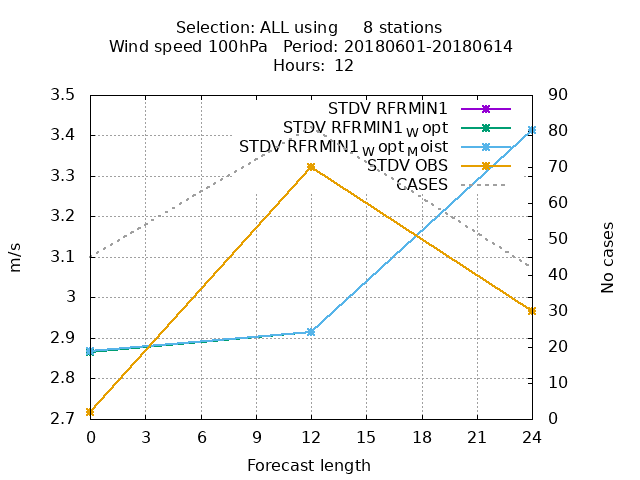 Selection: ALL using     8 stations
Wind speed 100hPa   Period: 20180601-20180614
Hours:  12
STDV RFRMIN1
STDV RFRMIN1_W opt
STDV RFRMIN1_W opt_M oist
STDV OBS
CASES
3.5
3.4
3.3
3.2
3.1
3
2.9
2.8
2.7
m/s
90
80
70
60
50
40
30
20
10
0
No cases
0 3 6 9 12 15 18 21 24
Forecast length